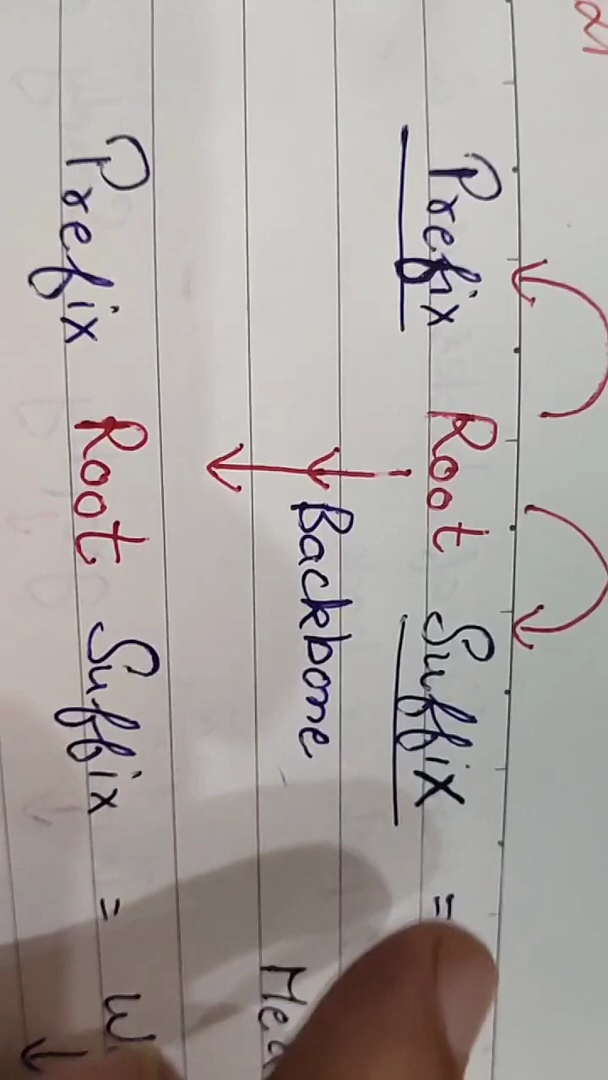 Prefix Root Suffix =
Backbone
Prefix Root Suffix =